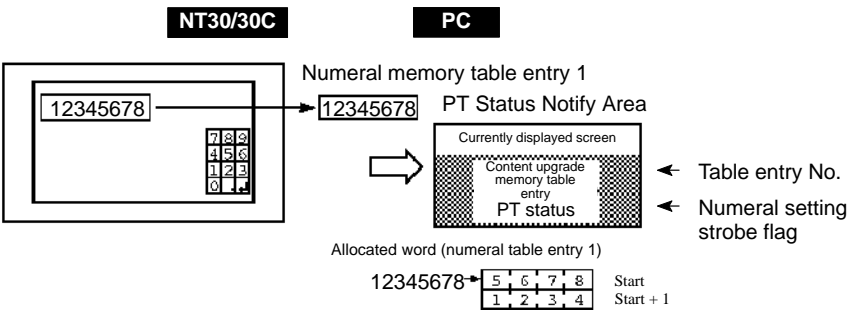 NT30/30C
PC
Numeral memory table entry 1
12345678
12345678
7 8 9
4 5 6
1 2 3
0 . ↵
PT Status Notify Area
Currently displayed screen
Content upgrade
memory table
entry
PT status
Table entry No.
Numeral setting
strobe flag
Allocated word (numeral table entry 1)
12345678
5 6 7 8 Start
1 2 3 4 Start + 1